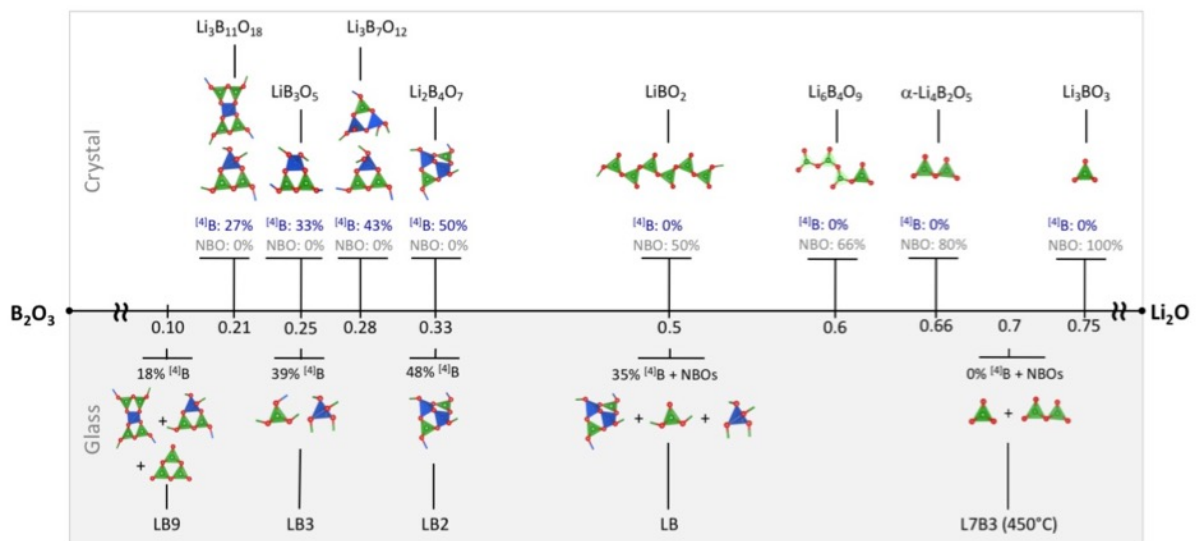 Li₃B₁₁O₁₈ Li₃B₇O₁₂
LiB₃O₅ Li₂B₄O₇ LiBO₂ Li₆B₄O₉ α-Li₄B₂O₅ Li₃BO₃
Crystal
[4]B: 27% [4]B: 33% [4]B: 43% [4]B: 50% [4]B: 0% [4]B: 0% [4]B: 0% [4]B: 0%
NBO: 0% NBO: 0% NBO: 0% NBO: 0% NBO: 50% NBO: 66% NBO: 80% NBO: 100%
B₂O₃ Li₂O
0.10 0.21 0.25 0.28 0.33 0.5 0.6 0.66 0.7 0.75
18% [4]B 39% [4]B 48% [4]B 35% [4]B + NBOs 0% [4]B + NBOs
Glass
+ + + +
+
LB9 LB3 LB2 LB L7B3 (450°C)